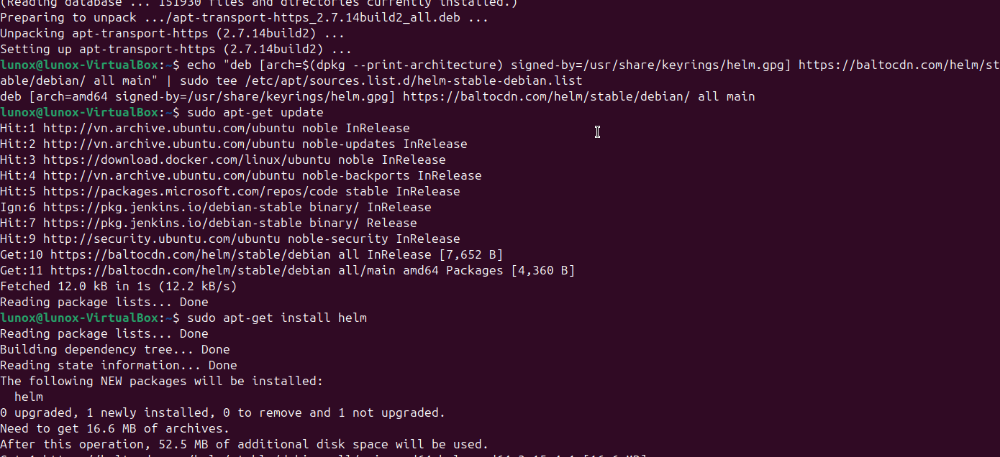 (Reading database ... 151930 files and directories currently installed.)
Preparing to unpack .../apt-transport-https_2.7.14build2_all.deb ...
Unpacking apt-transport-https (2.7.14build2) ...
Setting up apt-transport-https (2.7.14build2) ...
lunox@lunox-VirtualBox:~$ echo "deb [arch=$(dpkg --print-architecture) signed-by=/usr/share/keyrings/helm.gpg] https://baltocdn.com/helm/st
able/debian/ all main" | sudo tee /etc/apt/sources.list.d/helm-stable-debian.list
deb [arch=amd64 signed-by=/usr/share/keyrings/helm.gpg] https://baltocdn.com/helm/stable/debian/ all main
lunox@lunox-VirtualBox:~$ sudo apt-get update
Hit:1 http://vn.archive.ubuntu.com/ubuntu noble InRelease
Hit:2 http://vn.archive.ubuntu.com/ubuntu noble-updates InRelease
Hit:3 https://download.docker.com/linux/ubuntu noble InRelease
Hit:4 http://vn.archive.ubuntu.com/ubuntu noble-backports InRelease
Hit:5 https://packages.microsoft.com/repos/code stable InRelease
Ign:6 https://pkg.jenkins.io/debian-stable binary/ InRelease
Hit:7 https://pkg.jenkins.io/debian-stable binary/ Release
Hit:9 http://security.ubuntu.com/ubuntu noble-security InRelease
Get:10 https://baltocdn.com/helm/stable/debian all InRelease [7,652 B]
Get:11 https://baltocdn.com/helm/stable/debian all/main amd64 Packages [4,360 B]
Fetched 12.0 kB in 1s (12.2 kB/s)
Reading package lists... Done
lunox@lunox-VirtualBox:~$ sudo apt-get install helm
Reading package lists... Done
Building dependency tree... Done
Reading state information... Done
The following NEW packages will be installed:
  helm
0 upgraded, 1 newly installed, 0 to remove and 1 not upgraded.
Need to get 16.6 MB of archives.
After this operation, 52.5 MB of additional disk space will be used.